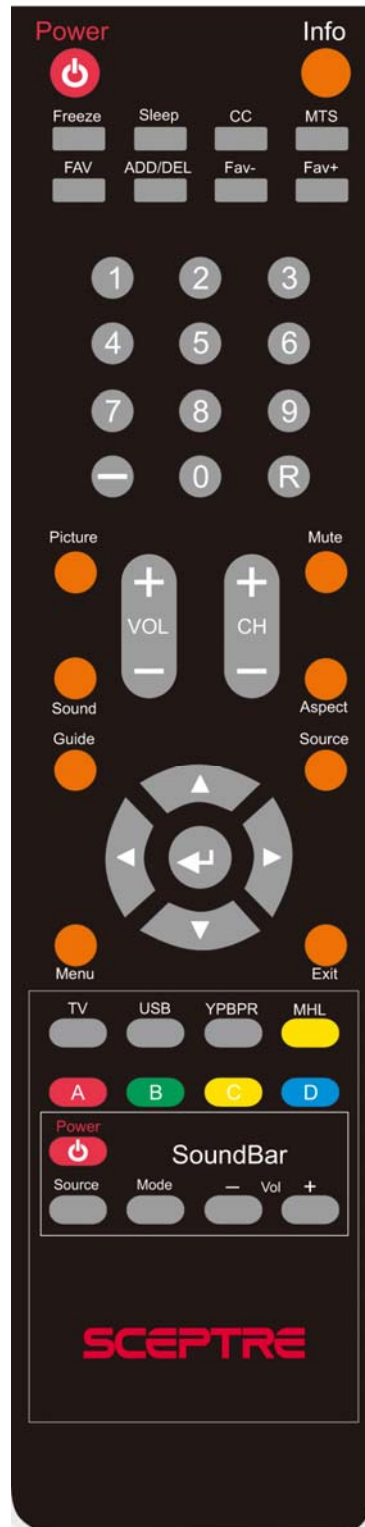 Power Info
Freeze Sleep CC MTS
FAV ADD/DEL Fav- Fav+
1 2 3
4 5 6
7 8 9
— 0 R
Picture Mute
+ +
VOL CH
— —
Sound Aspect
Guide Source
Menu Exit
TV USB YPBPR MHL
A B C D
Power
SoundBar
Source Mode — Vol +
SCEPTRE